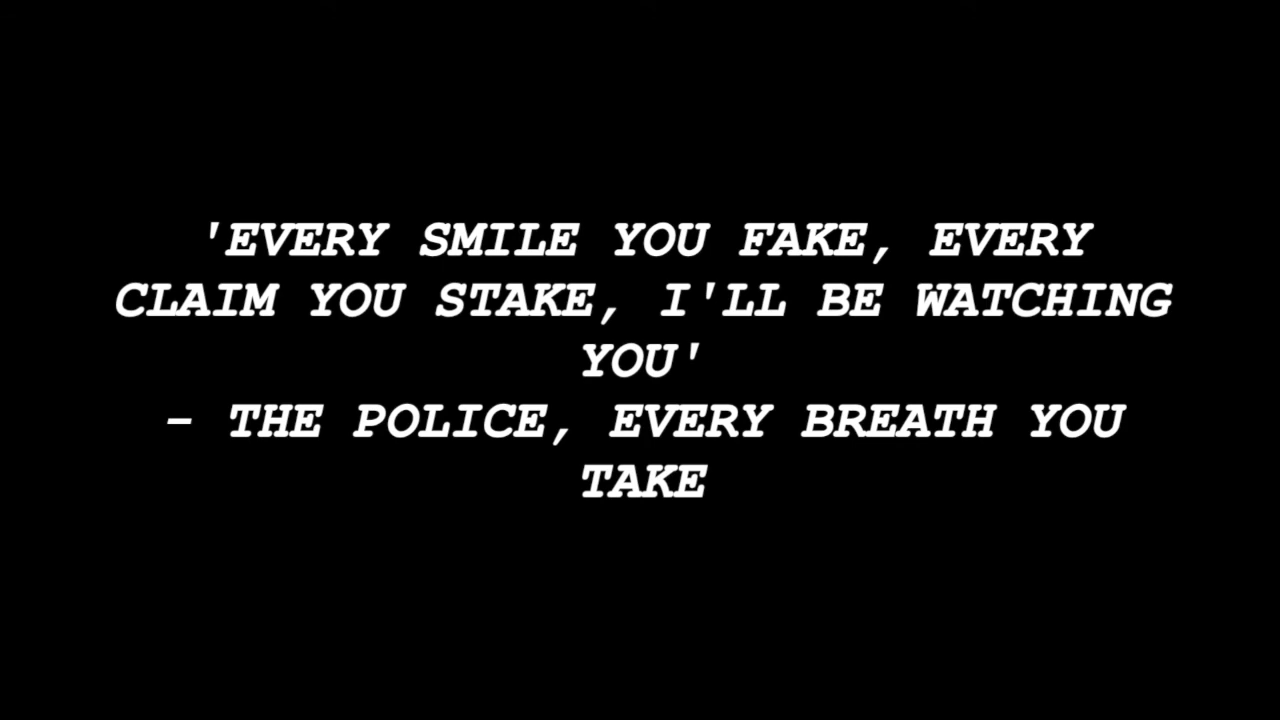 'EVERY SMILE YOU FAKE, EVERY
CLAIM YOU STAKE, I'LL BE WATCHING
YOU'
- THE POLICE, EVERY BREATH YOU
TAKE